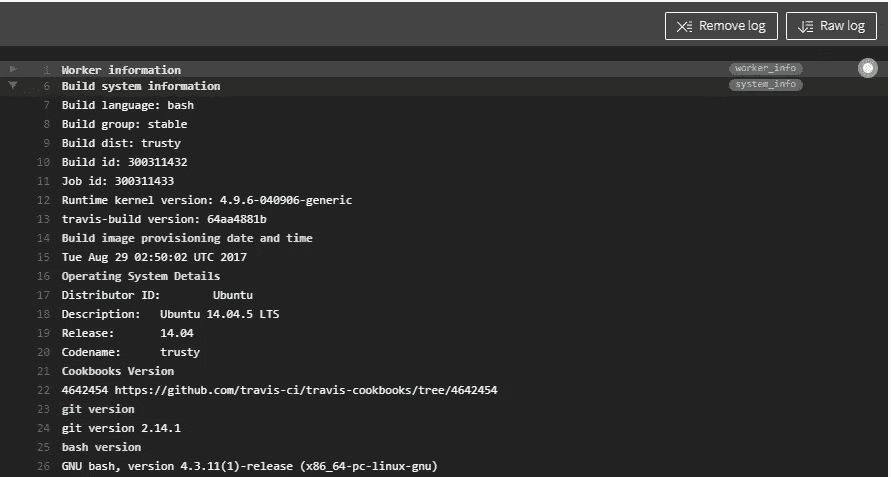 Remove log Raw log
1 Worker information worker_info
6 Build system information system_info
7 Build language: bash
8 Build group: stable
9 Build dist: trusty
10 Build id: 300311432
11 Job id: 300311433
12 Runtime kernel version: 4.9.6-040906-generic
13 travis-build version: 64aa4881b
14 Build image provisioning date and time
15 Tue Aug 29 02:50:02 UTC 2017
16 Operating System Details
17 Distributor ID: Ubuntu
18 Description: Ubuntu 14.04.5 LTS
19 Release: 14.04
20 Codename: trusty
21 Cookbooks Version
22 4642454 https://github.com/travis-ci/travis-cookbooks/tree/4642454
23 git version
24 git version 2.14.1
25 bash version
26 GNU bash, version 4.3.11(1)-release (x86_64-pc-linux-gnu)